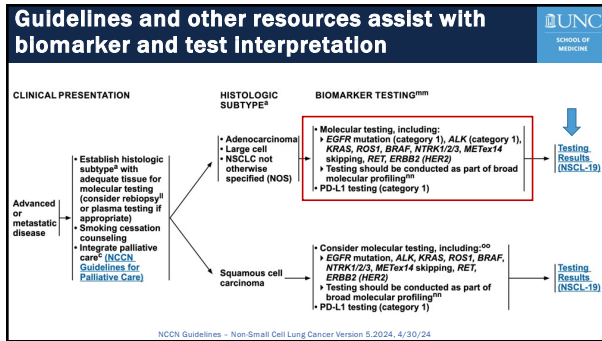 Guidelines and other resources assist with
biomarker and test interpretation
UNC
SCHOOL OF
MEDICINE
CLINICAL PRESENTATION
HISTOLOGIC
SUBTYPEa
BIOMARKER TESTINGmm
Advanced
or
metastatic
disease
• Establish histologic
subtypea with
adequate tissue for
molecular testing
(consider rebiopsyll
or plasma testing if
appropriate)
• Smoking cessation
counseling
• Integrate palliative
carec (NCCN
Guidelines for
Palliative Care)
• Adenocarcinoma
• Large cell
• NSCLC not
otherwise
specified (NOS)
• Molecular testing, including:
EGFR mutation (category 1), ALK (category 1),
KRAS, ROS1, BRAF, NTRK1/2/3, METex14
skipping, RET, ERBB2 (HER2)
Testing should be conducted as part of broad
molecular profilingnn
• PD-L1 testing (category 1)
Testing
Results
(NSCL-19)
Squamous cell
carcinoma
• Consider molecular testing, including:oo
EGFR mutation, ALK, KRAS, ROS1, BRAF,
NTRK1/2/3, METex14 skipping, RET,
ERBB2 (HER2)
Testing should be conducted as part of
broad molecular profilingnn
• PD-L1 testing (category 1)
Testing
Results
(NSCL-19)
NCCN Guidelines – Non-Small Cell Lung Cancer Version 5.2024, 4/30/24